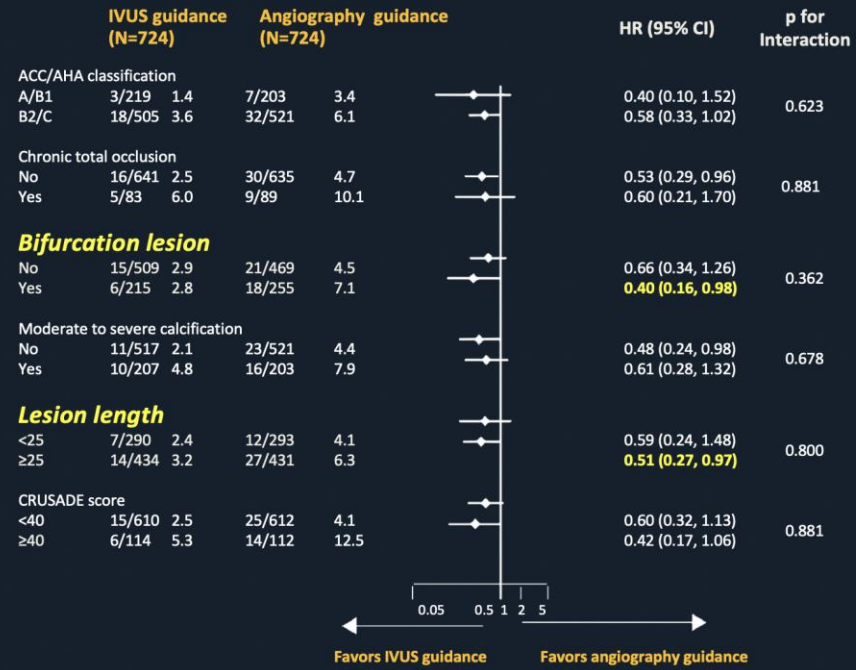 IVUS guidance (N=724) Angiography guidance (N=724) HR (95% CI) p for Interaction
ACC/AHA classification
A/B1 3/219 1.4 7/203 3.4 0.40 (0.10, 1.52)
0.623
B2/C 18/505 3.6 32/521 6.1 0.58 (0.33, 1.02)
Chronic total occlusion
No 16/641 2.5 30/635 4.7 0.53 (0.29, 0.96)
0.881
Yes 5/83 6.0 9/89 10.1 0.60 (0.21, 1.70)
Bifurcation lesion
No 15/509 2.9 21/469 4.5 0.66 (0.34, 1.26)
0.362
Yes 6/215 2.8 18/255 7.1 0.40 (0.16, 0.98)
Moderate to severe calcification
No 11/517 2.1 23/521 4.4 0.48 (0.24, 0.98)
0.678
Yes 10/207 4.8 16/203 7.9 0.61 (0.28, 1.32)
Lesion length
<25 7/290 2.4 12/293 4.1 0.59 (0.24, 1.48)
0.800
≥25 14/434 3.2 27/431 6.3 0.51 (0.27, 0.97)
CRUSADE score
<40 15/610 2.5 25/612 4.1 0.60 (0.32, 1.13)
0.881
≥40 6/114 5.3 14/112 12.5 0.42 (0.17, 1.06)
0.05 0.5 1 2 5
Favors IVUS guidance Favors angiography guidance